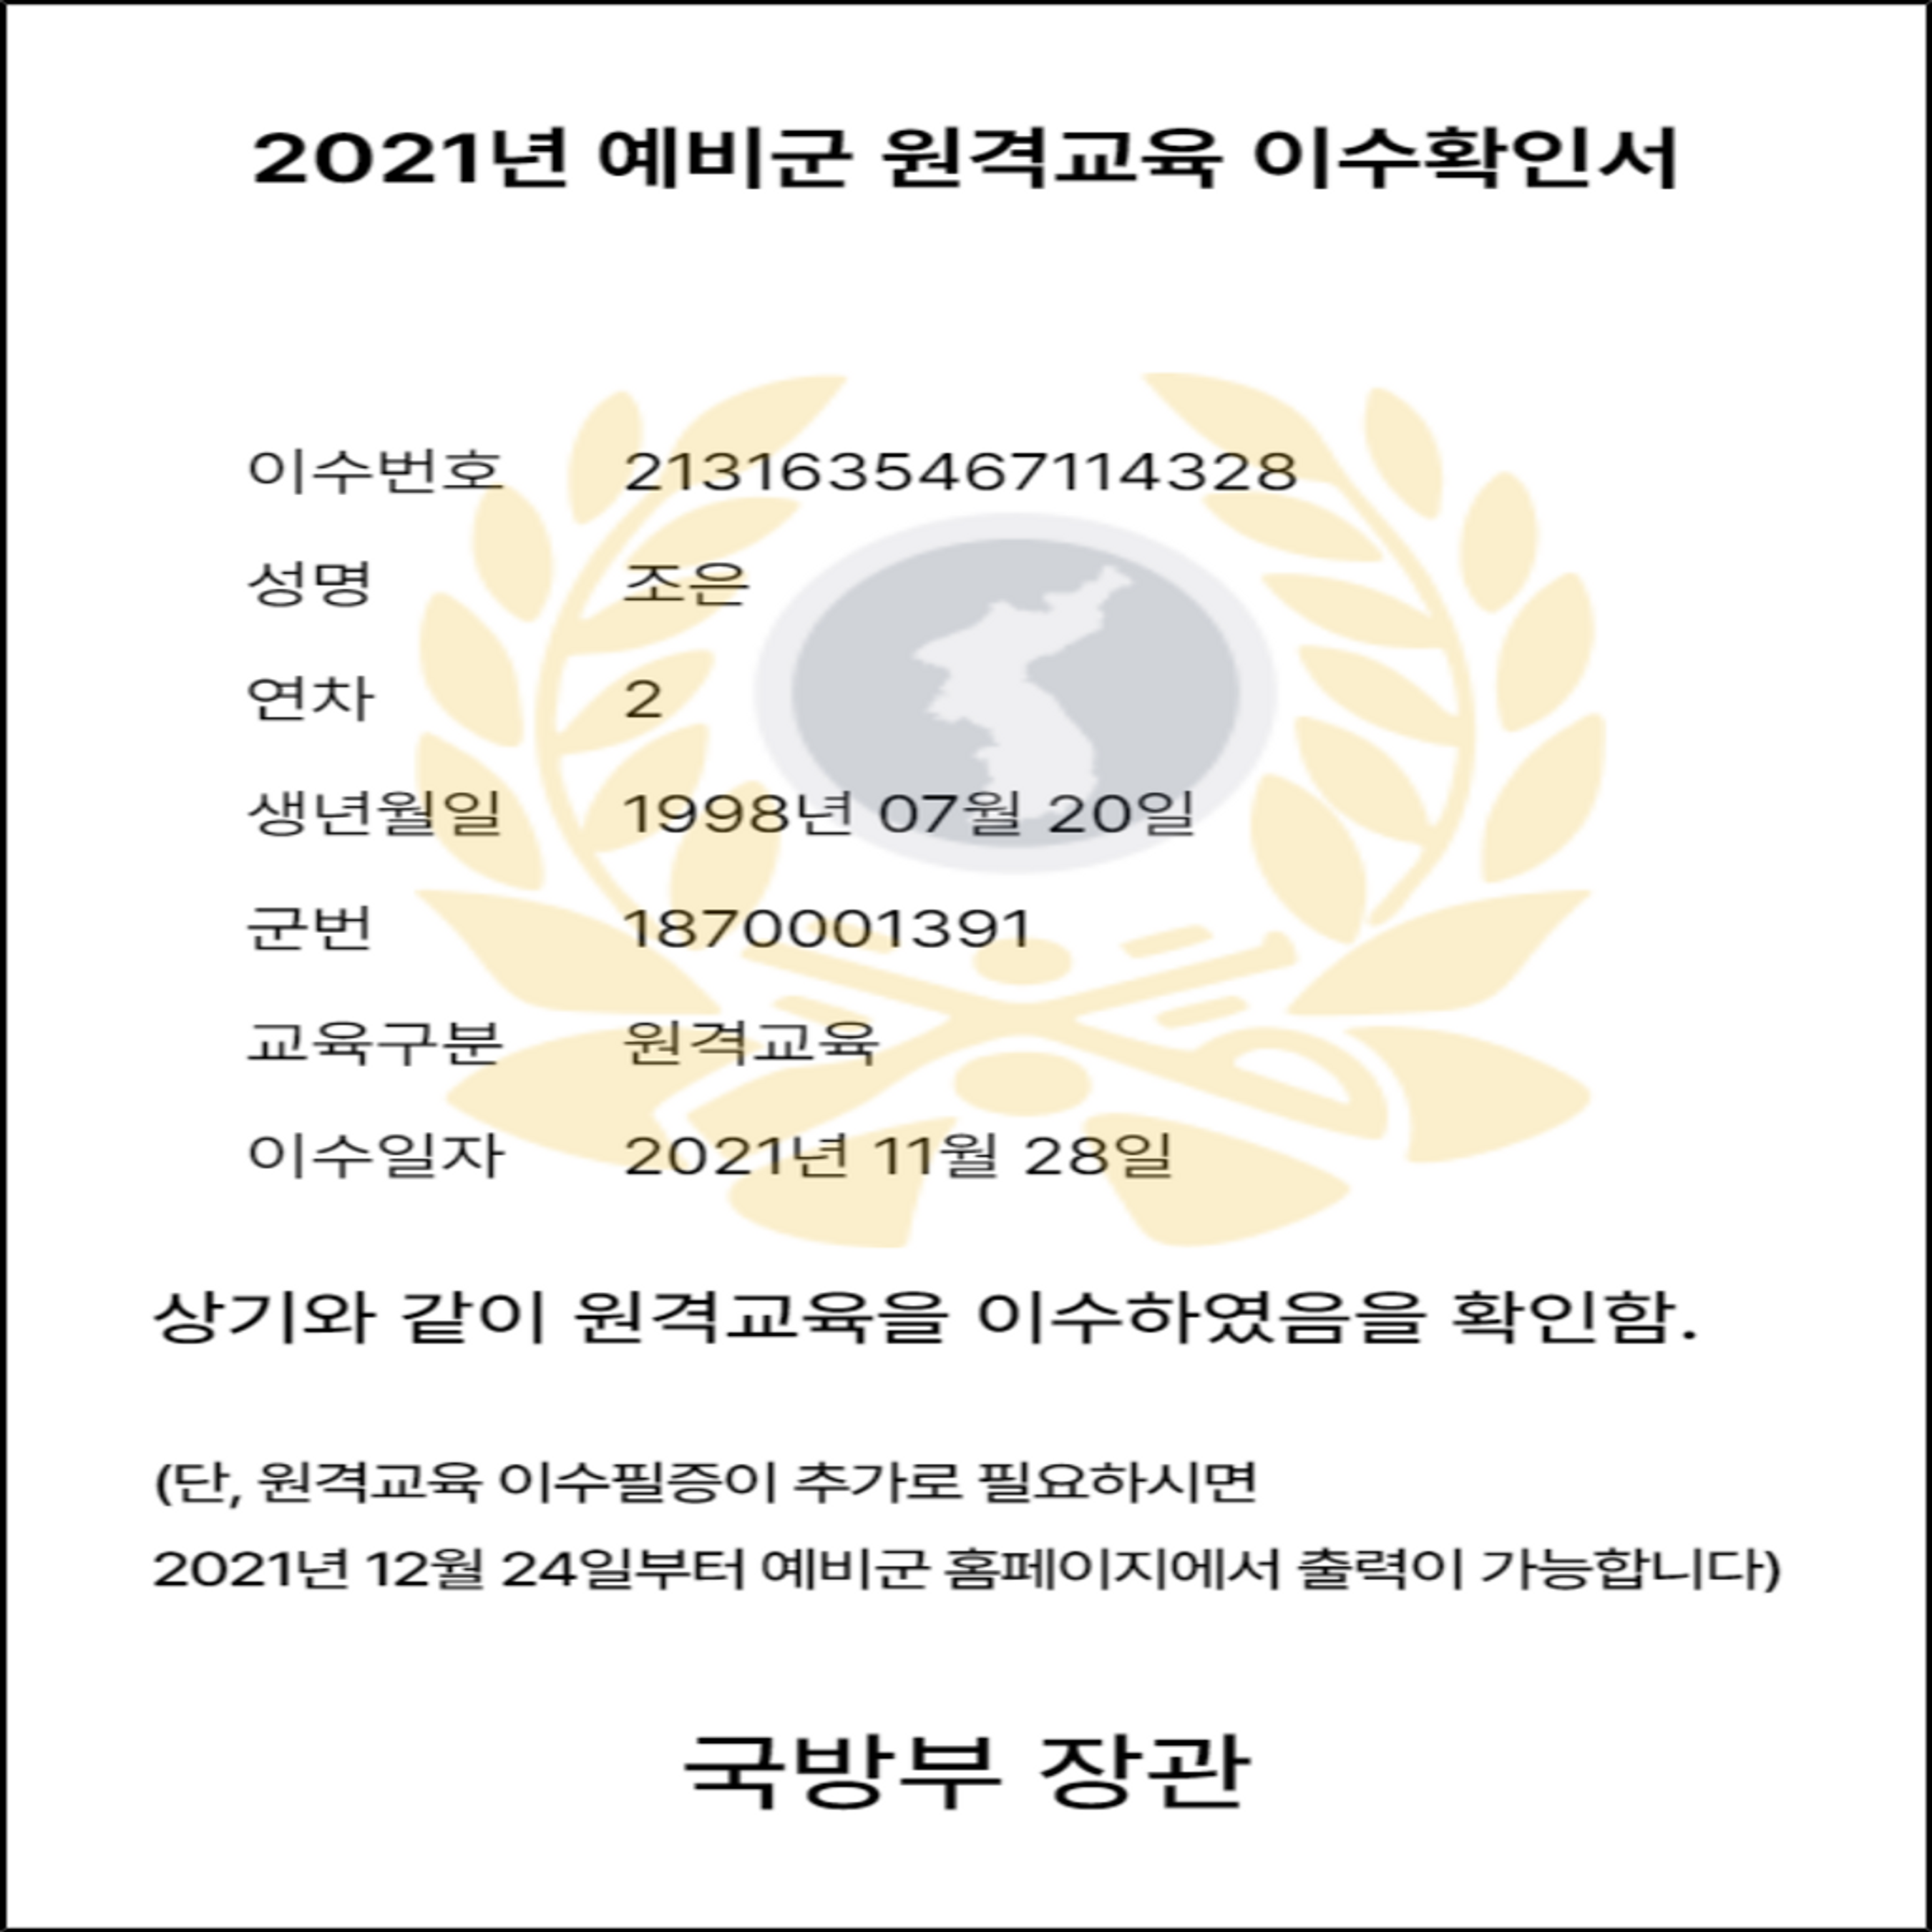 2021년 예비군 원격교육 이수확인서
이수번호 2131635467114328
성명 조은
연차 2
생년월일 1998년 07월 20일
군번 1870001391
교육구분 원격교육
이수일자 2021년 11월 28일
상기와 같이 원격교육을 이수하였음을 확인함.
(단, 원격교육 이수필증이 추가로 필요하시면
2021년 12월 24일부터 예비군 홈페이지에서 출력이 가능합니다)
국방부 장관